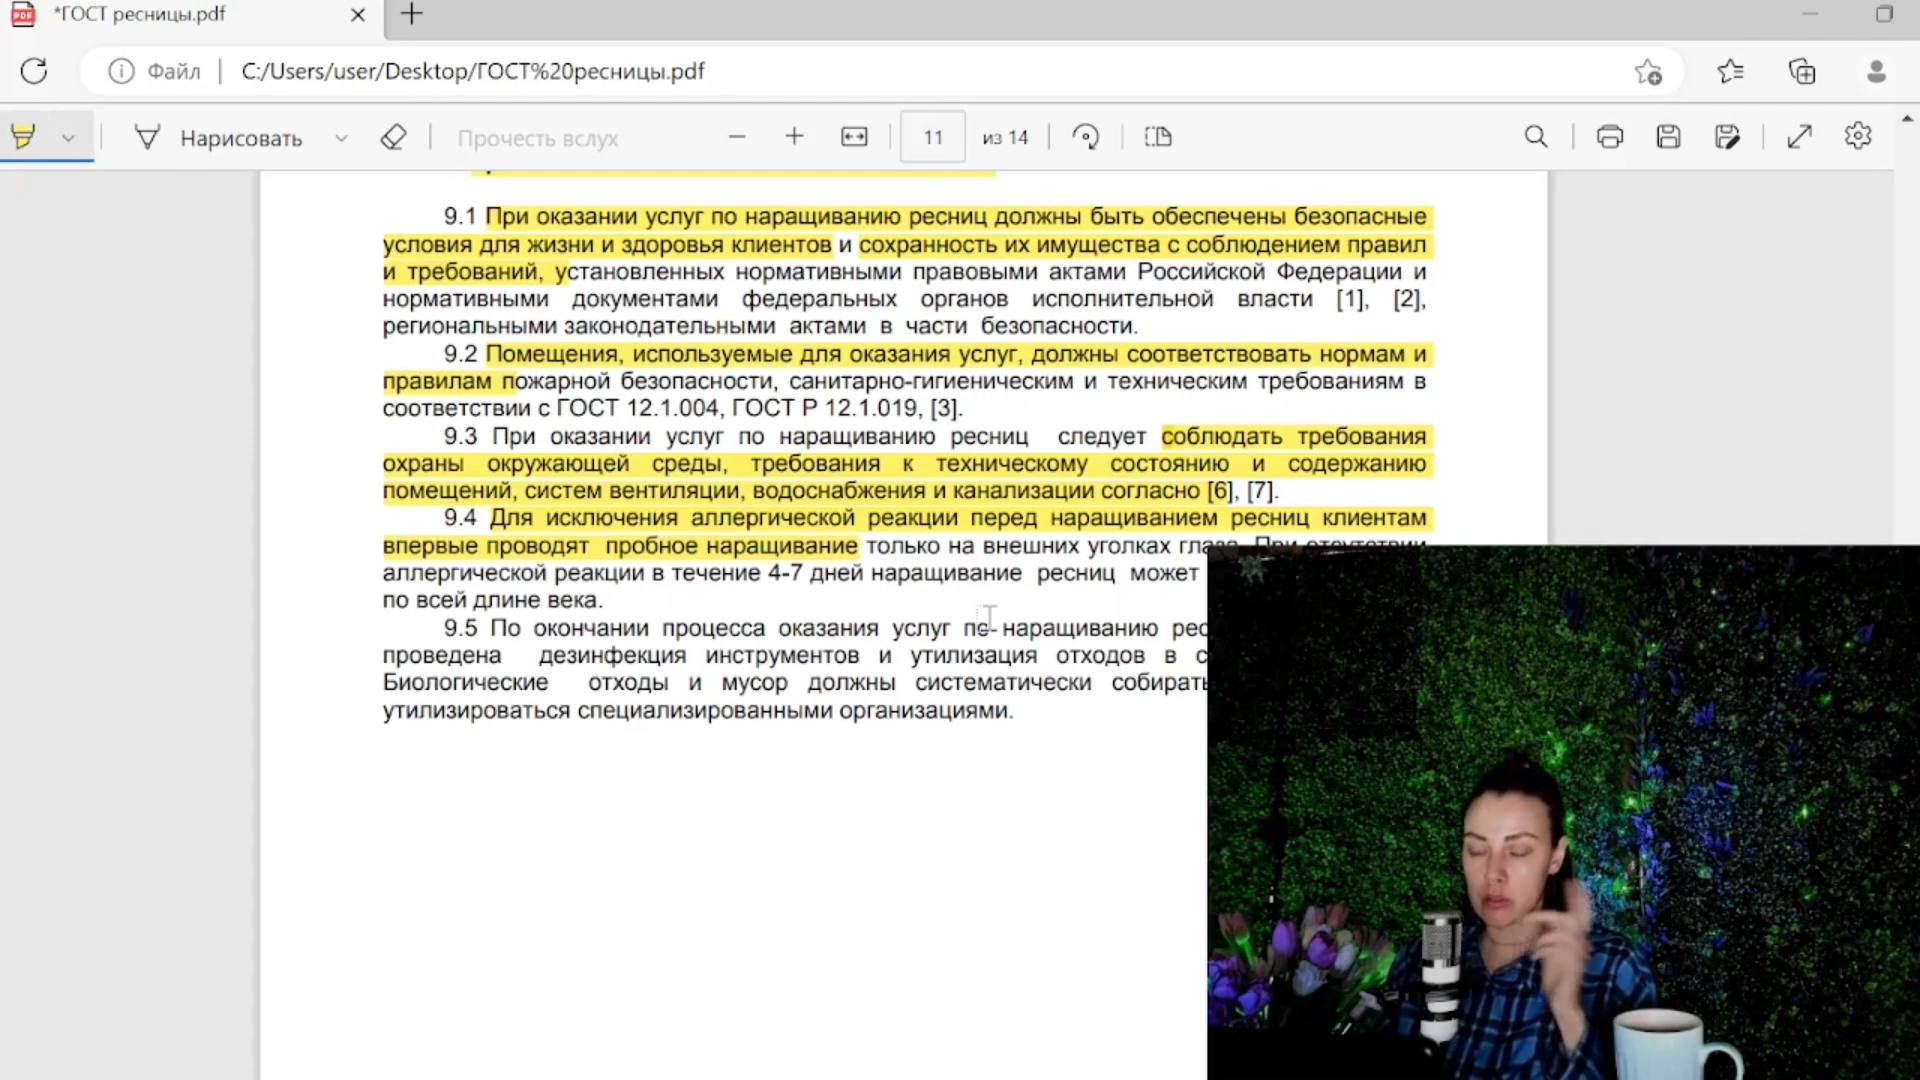 *ГОСТ ресницы.pdf
Файл | C:/Users/user/Desktop/ГОСТ%20ресницы.pdf
Нарисовать Прочесть вслух 11 из 14
9.1 При оказании услуг по наращиванию ресниц должны быть обеспечены безопасные
условия для жизни и здоровья клиентов и сохранность их имущества с соблюдением правил
и требований, установленных нормативными правовыми актами Российской Федерации и
нормативными документами федеральных органов исполнительной власти [1], [2],
региональными законодательными актами в части безопасности.
9.2 Помещения, используемые для оказания услуг, должны соответствовать нормам и
правилам пожарной безопасности, санитарно-гигиеническим и техническим требованиям в
соответствии с ГОСТ 12.1.004, ГОСТ Р 12.1.019, [3].
9.3 При оказании услуг по наращиванию ресниц следует соблюдать требования
охраны окружающей среды, требования к техническому состоянию и содержанию
помещений, систем вентиляции, водоснабжения и канализации согласно [6], [7].
9.4 Для исключения аллергической реакции перед наращиванием ресниц клиентам
впервые проводят пробное наращивание только на внешних уголках глаза. При отсутствии
аллергической реакции в течение 4-7 дней наращивание ресниц может
по всей длине века.
9.5 По окончании процесса оказания услуг по наращиванию рес
проведена дезинфекция инструментов и утилизация отходов в с
Биологические отходы и мусор должны систематически собирать
утилизироваться специализированными организациями.